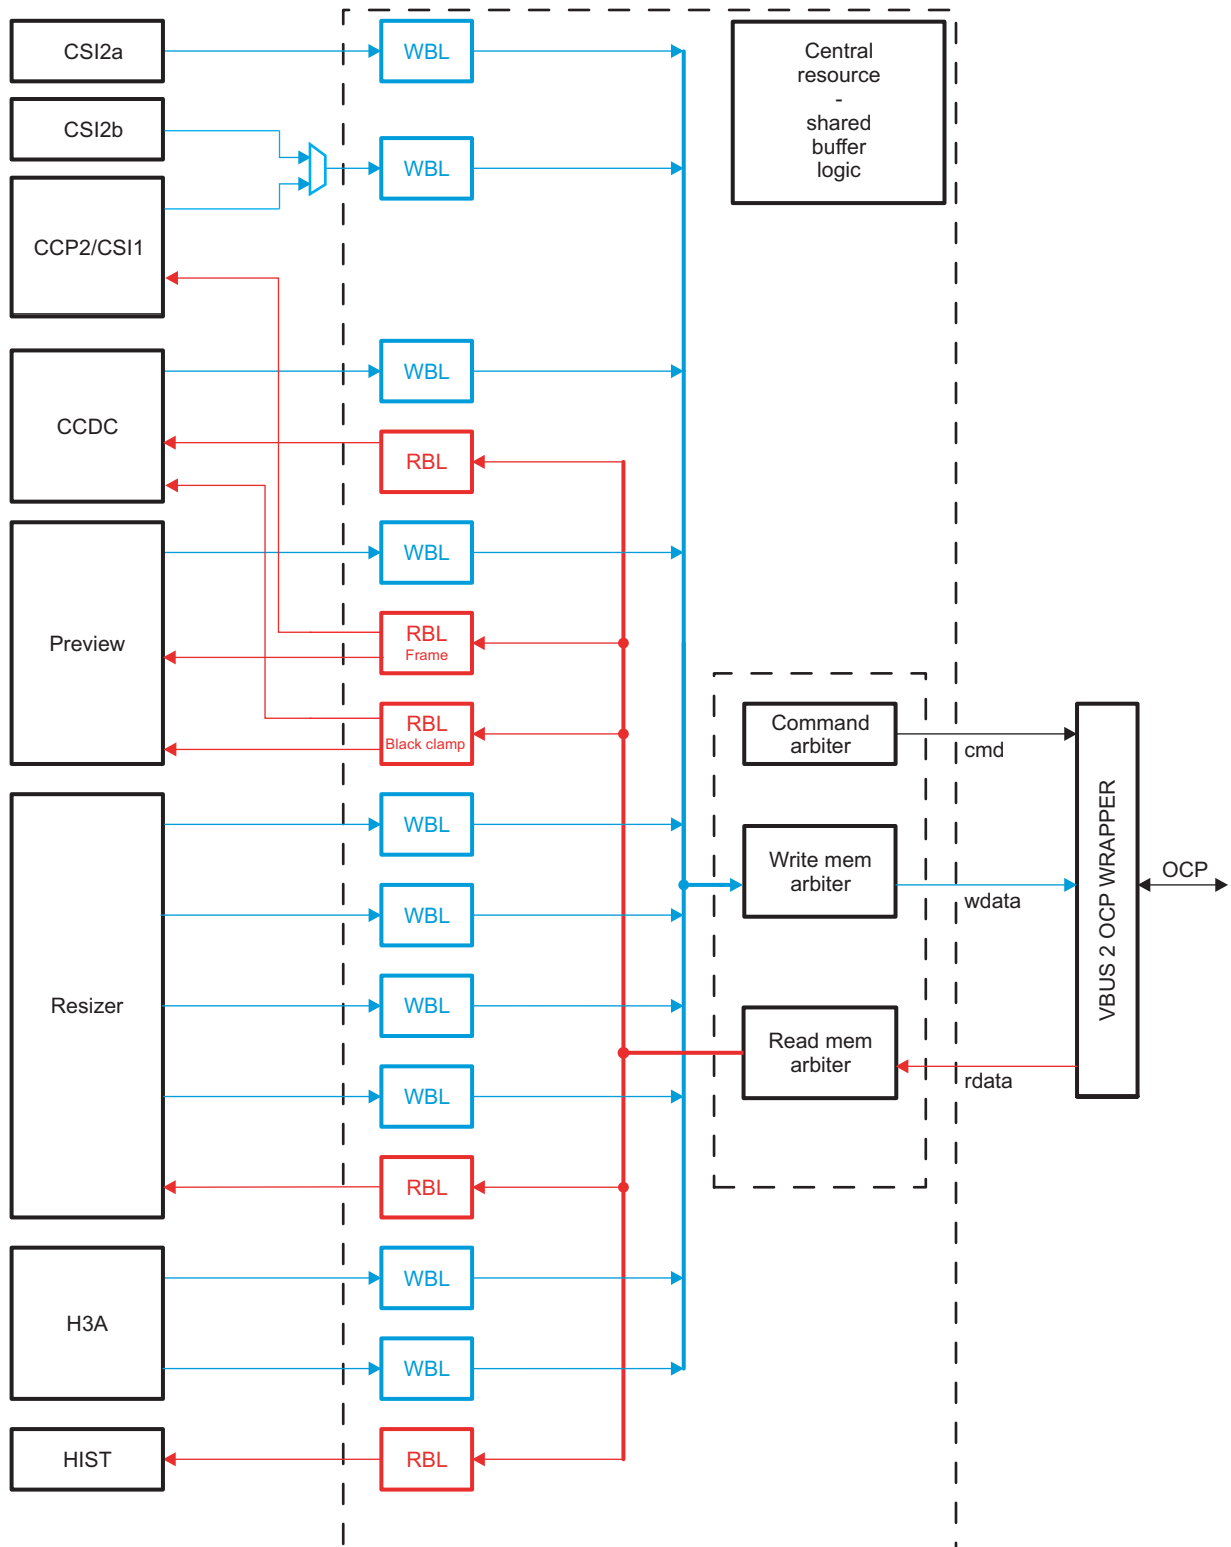 CSI2a
WBL
Central
resource
-
shared
buffer
logic
CSI2b
WBL
CCP2/CSI1
WBL
CCDC
RBL
WBL
Preview
RBL
Frame
RBL
Black clamp
Command
arbiter
cmd
WBL
Write mem
arbiter
wdata
VBUS 2 OCP WRAPPER
OCP
WBL
Resizer
WBL
Read mem
arbiter
rdata
WBL
RBL
WBL
H3A
WBL
HIST
RBL